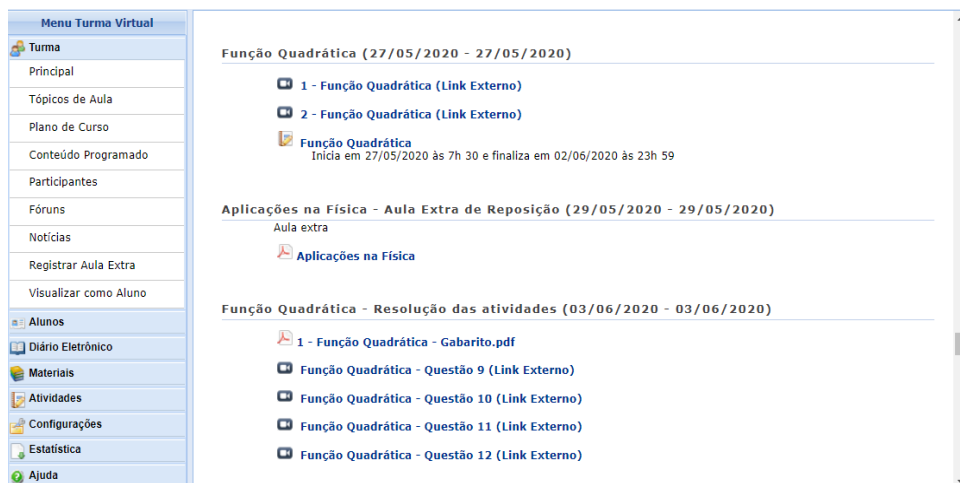 Menu Turma Virtual
Turma
Principal
Tópicos de Aula
Plano de Curso
Conteúdo Programado
Participantes
Fóruns
Notícias
Registrar Aula Extra
Visualizar como Aluno
Alunos
Diário Eletrônico
Materiais
Atividades
Configurações
Estatística
Ajuda
Função Quadrática (27/05/2020 - 27/05/2020)
1 - Função Quadrática (Link Externo)
2 - Função Quadrática (Link Externo)
Função Quadrática
Inicia em 27/05/2020 às 7h 30 e finaliza em 02/06/2020 às 23h 59
Aplicações na Física - Aula Extra de Reposição (29/05/2020 - 29/05/2020)
Aula extra
Aplicações na Física
Função Quadrática - Resolução das atividades (03/06/2020 - 03/06/2020)
1 - Função Quadrática - Gabarito.pdf
Função Quadrática - Questão 9 (Link Externo)
Função Quadrática - Questão 10 (Link Externo)
Função Quadrática - Questão 11 (Link Externo)
Função Quadrática - Questão 12 (Link Externo)